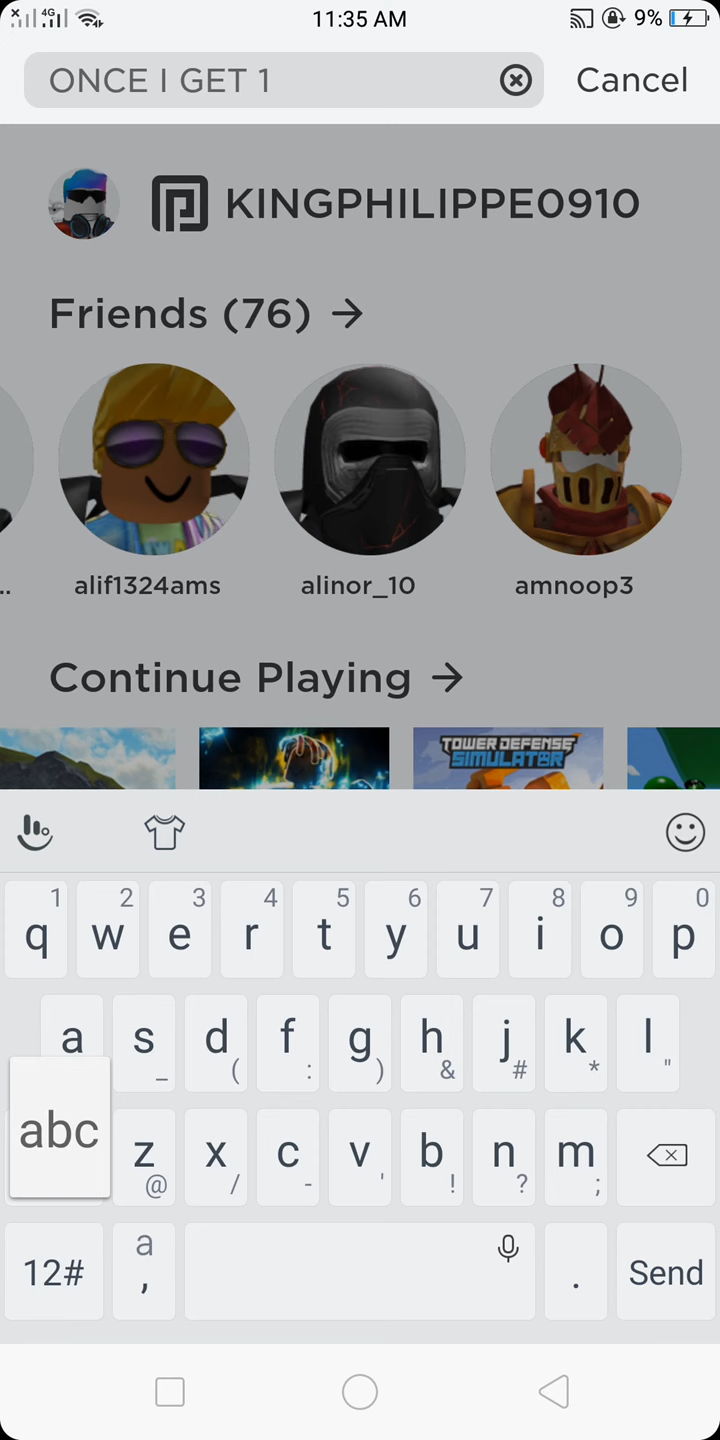 4G 11:35 AM 9%
ONCE I GET 1 Cancel
KINGPHILIPPE0910
Friends (76) →
.. alif1324ams alinor_10 amnoop3
Continue Playing →
TOWER DEFENSE
SIMULATOR
1 2 3 4 5 6 7 8 9 0
q w e r t y u i o p
a s d f g h j k l
_ ( : ) & # * "
abc z x c v b n m
@ / - ' ! ? ;
12# a , . Send